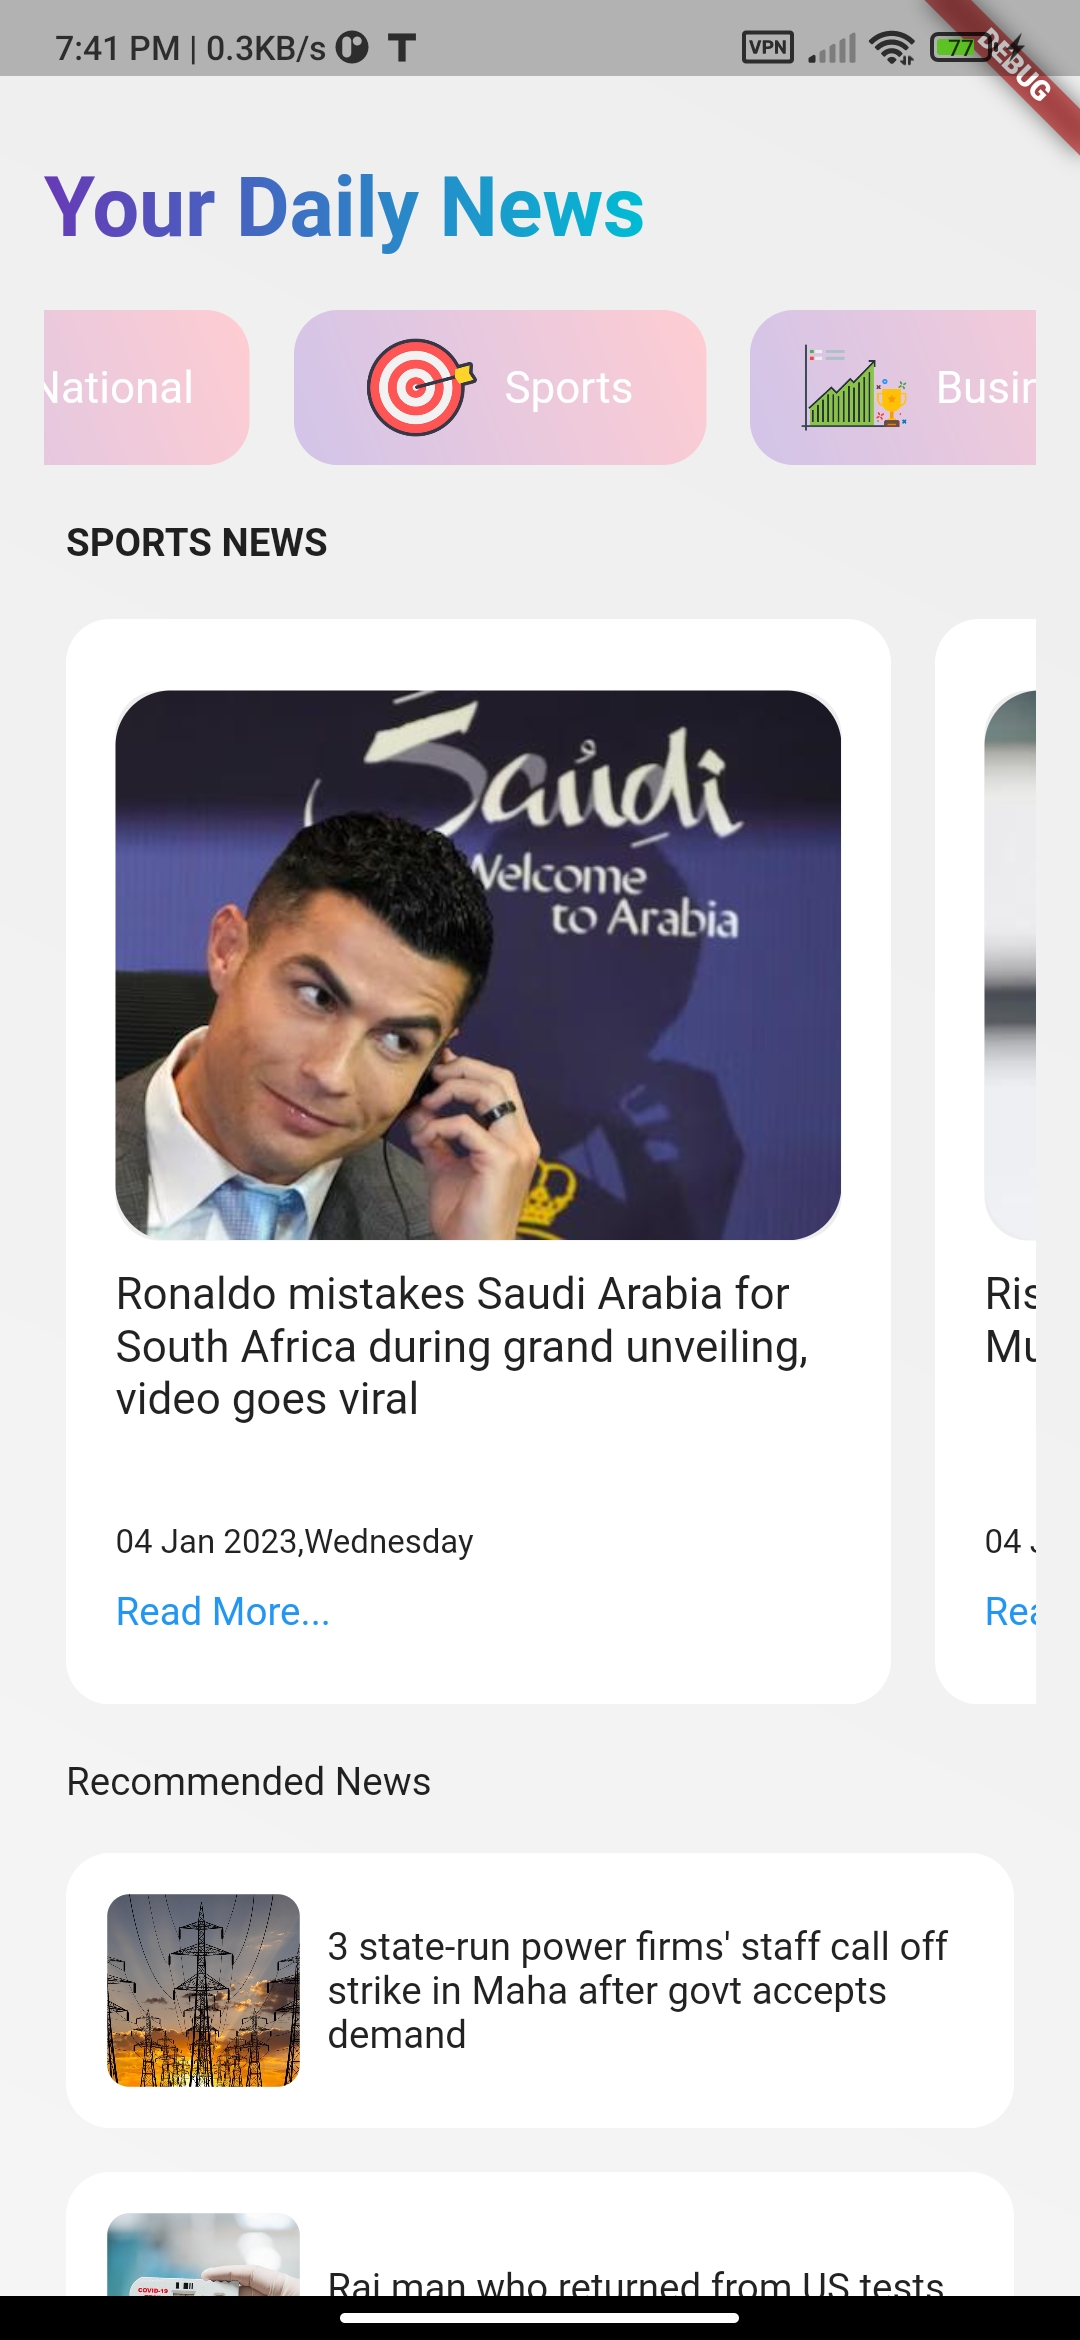 7:41 PM | 0.3KB/s
VPN
77
DEBUG
Your Daily News
National
Sports
Busin
SPORTS NEWS
Saudi
Welcome
to Arabia
Ronaldo mistakes Saudi Arabia for
South Africa during grand unveiling,
video goes viral
04 Jan 2023,Wednesday
Read More...
Ris
Mu
04 J
Rea
Recommended News
3 state-run power firms' staff call off
strike in Maha after govt accepts
demand
COVID-19
Raj man who returned from US tests